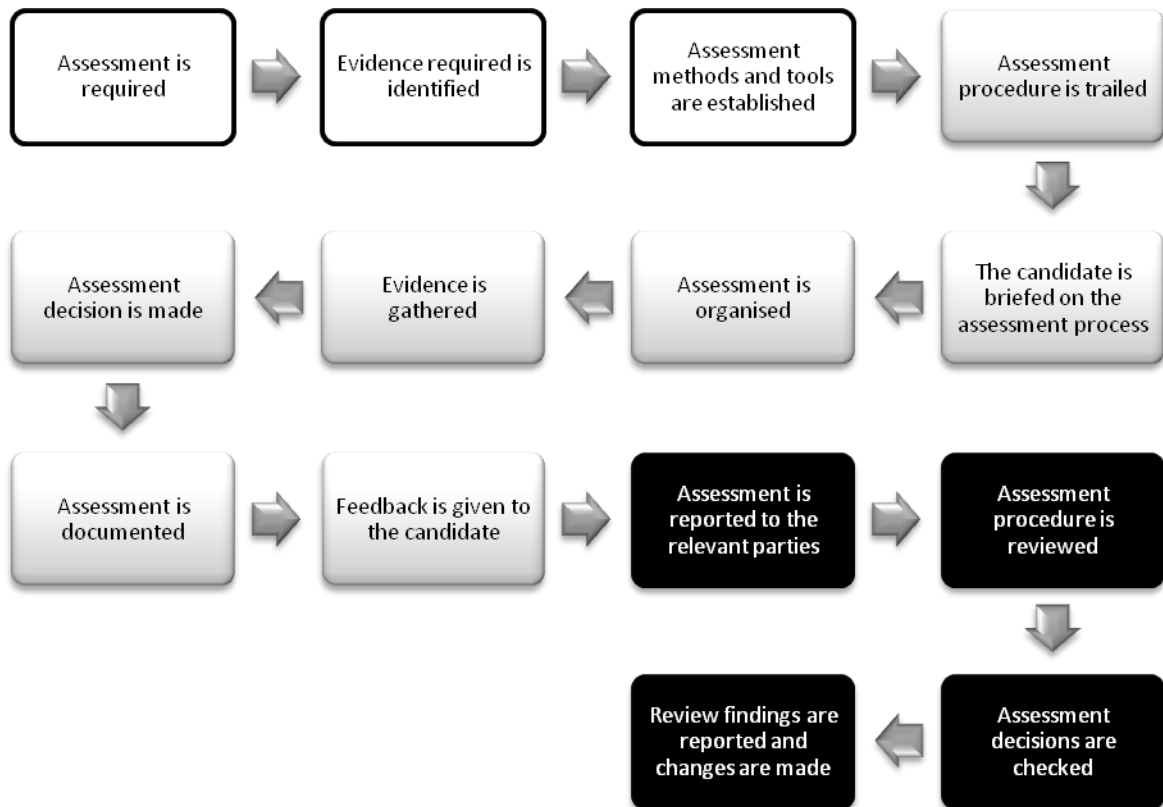 Assessment is
required
Evidence required is
identified
Assessment
methods and tools
are established
Assessment
procedure is trailed
The candidate is
briefed on the
assessment process
Assessment is
organised
Evidence is
gathered
Assessment
decision is made
Assessment is
documented
Feedback is given to
the candidate
Assessment is
reported to the
relevant parties
Assessment
procedure is
reviewed
Assessment
decisions are
checked
Review findings are
reported and
changes are made